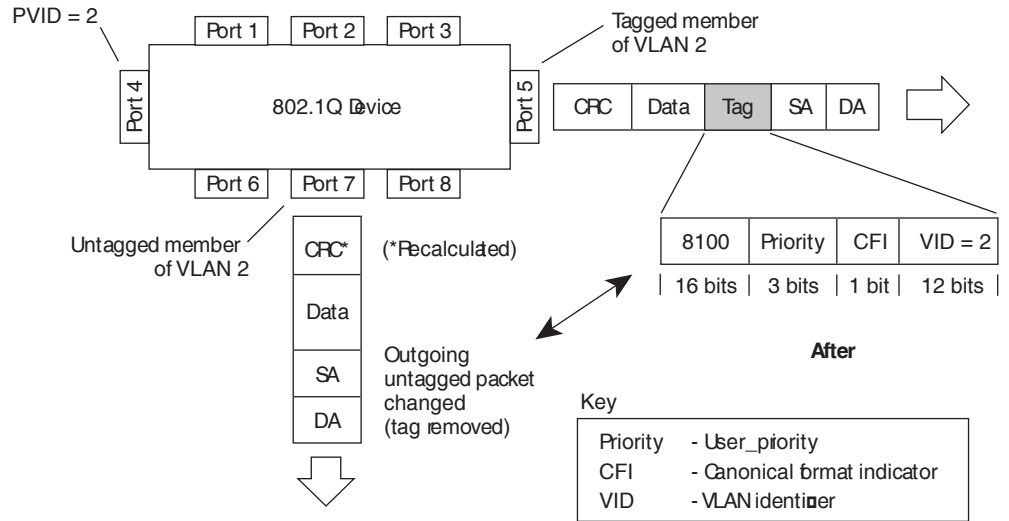 PVID = 2
Port 1
Port 2
Port 3
Tagged member
of VLAN 2
Port 4
802.1Q Device
Port 5
CRC
Data
Tag
SA
DA
Port 6
Port 7
Port 8
Untagged member
of VLAN 2
CRC*
(*Recalculated)
Data
SA
DA
8100
Priority
CFI
VID = 2
16 bits
3 bits
1 bit
12 bits
After
Outgoing
untagged packet
changed
(tag removed)
Key
Priority - User_priority
CFI - Canonical format indicator
VID - VLAN identi er